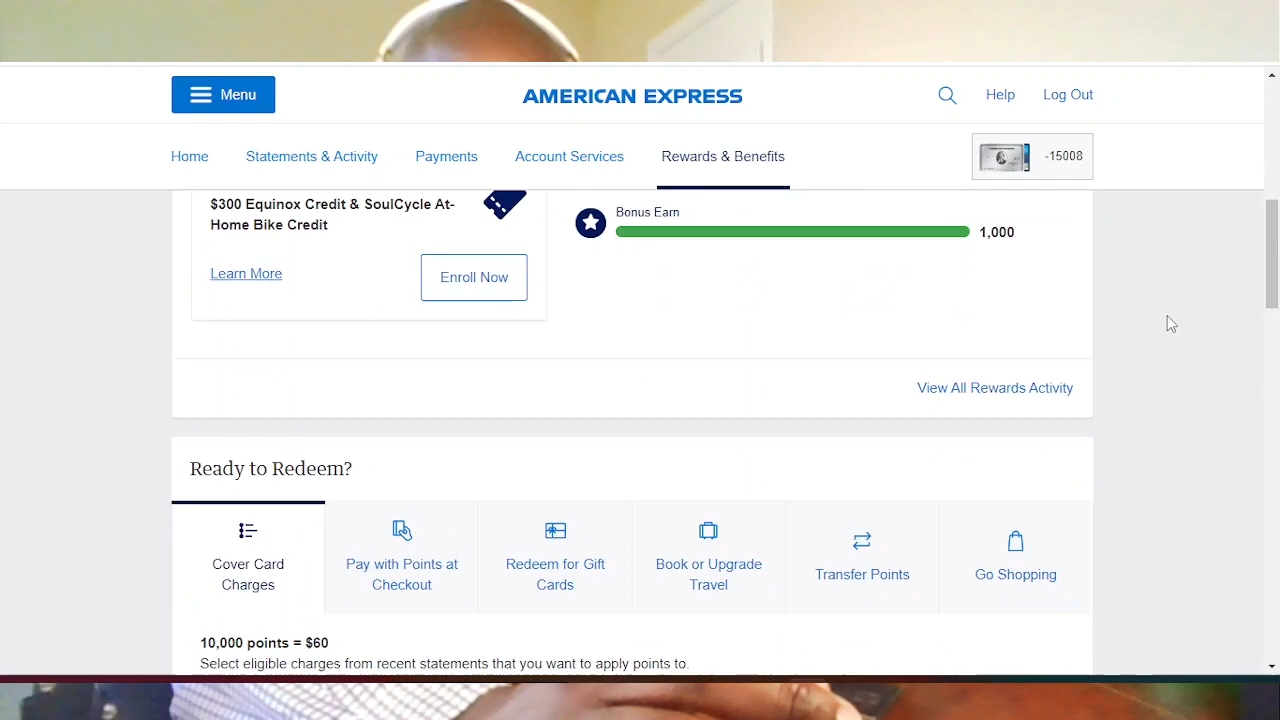 Menu
AMERICAN EXPRESS
Help
Log Out
Home
Statements & Activity
Payments
Account Services
Rewards & Benefits
-15008
$300 Equinox Credit & SoulCycle At-
Home Bike Credit
Learn More
Enroll Now
Bonus Earn
1,000
View All Rewards Activity
Ready to Redeem?
Cover Card
Charges
Pay with Points at
Checkout
Redeem for Gift
Cards
Book or Upgrade
Travel
Transfer Points
Go Shopping
10,000 points = $60
Select eligible charges from recent statements that you want to apply points to.